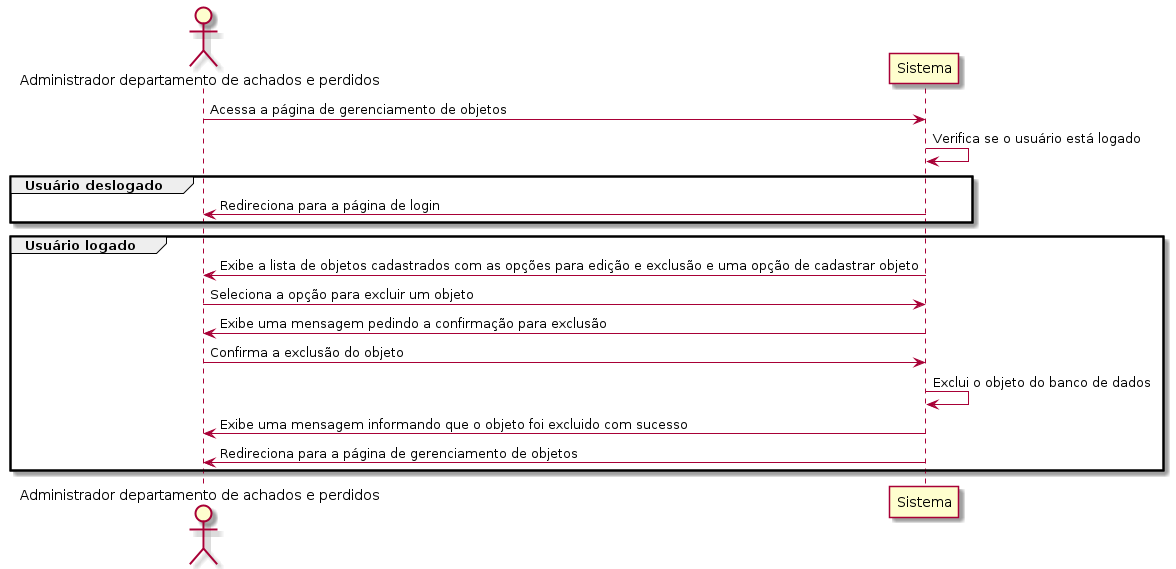 Administrador departamento de achados e perdidos
Sistema
Acessa a página de gerenciamento de objetos
Verifica se o usuário está logado
Usuário deslogado
Redireciona para a página de login
Usuário logado
Exibe a lista de objetos cadastrados com as opções para edição e exclusão e uma opção de cadastrar objeto
Seleciona a opção para excluir um objeto
Exibe uma mensagem pedindo a confirmação para exclusão
Confirma a exclusão do objeto
Exclui o objeto do banco de dados
Exibe uma mensagem informando que o objeto foi excluido com sucesso
Redireciona para a página de gerenciamento de objetos
Administrador departamento de achados e perdidos
Sistema